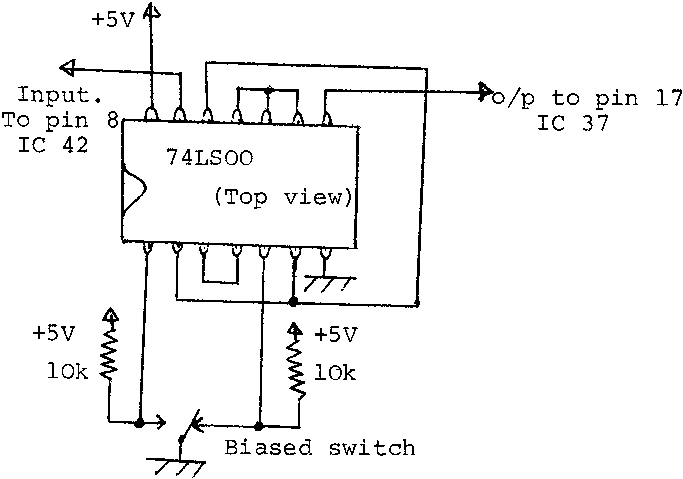 +5V
Input.
To pin 8
IC 42
o/p to pin 17
IC 37
74LS00
(Top view)
+5V
10k
+5V
10k
Biased switch